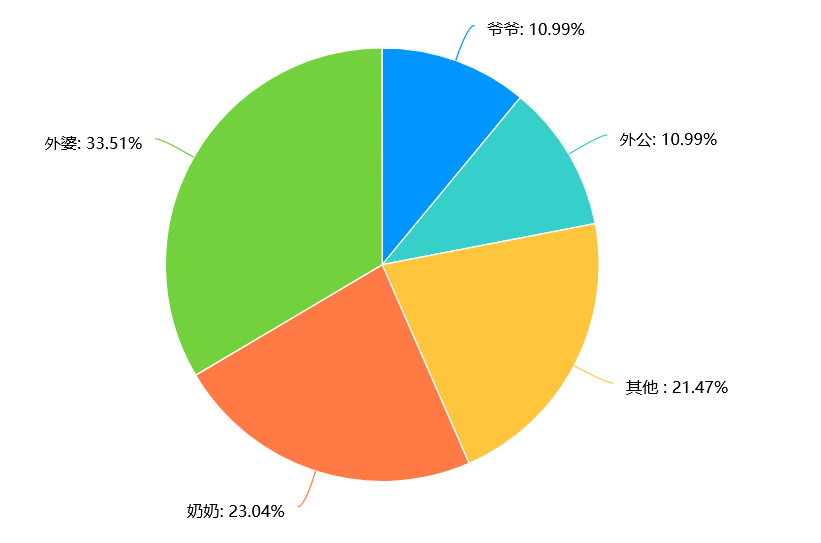 爷爷: 10.99%
外公: 10.99%
外婆: 33.51%
其他 : 21.47%
奶奶: 23.04%